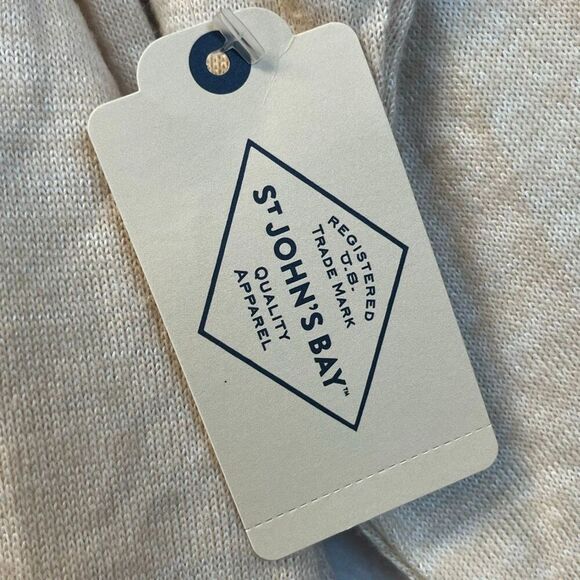 REGISTERED
U.S.
TRADE MARK
ST JOHN'S BAY™
QUALITY
APPAREL